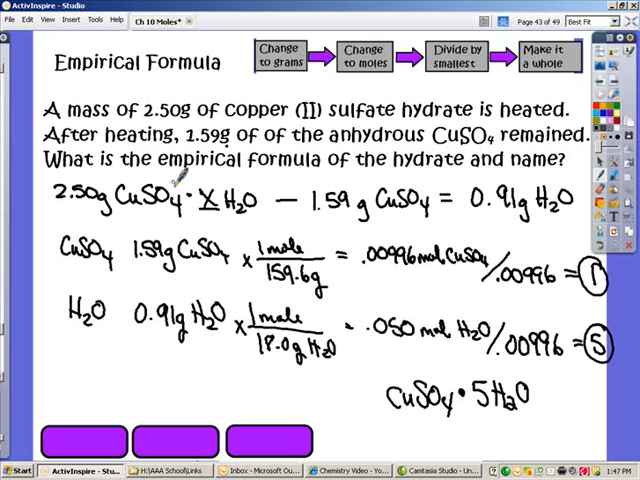 ActivInspire
File Edit View Insert Tools Help
Ch 10 Moles*
Page 43 of 49
Best Fit
Empirical Formula
Change to grams
Change to moles
Divide by smallest
Make it a whole
A mass of 2.50g of copper (II) sulfate hydrate is heated.
After heating, 1.59g of of the anhydrous CuSO4 remained.
What is the empirical formula of the hydrate and name?
2.50g CuSO₄ · X H₂O — 1.59 g CuSO₄ = 0.91g H₂O
CuSO₄ 1.59g CuSO₄ × 1 mole / 159.6g = .00996 mol CuSO₄ / .00996 = 1
H₂O 0.91g H₂O × 1 mole / 18.0g H₂O = .050 mol H₂O / .00996 = 5
CuSO₄ • 5H₂O
Start
ActivInspire - Stud...
H:\AAA School\Links
Inbox - Microsoft Ou...
Chemistry Video - ...
Camtasia Studio - Un...
1:47 PM